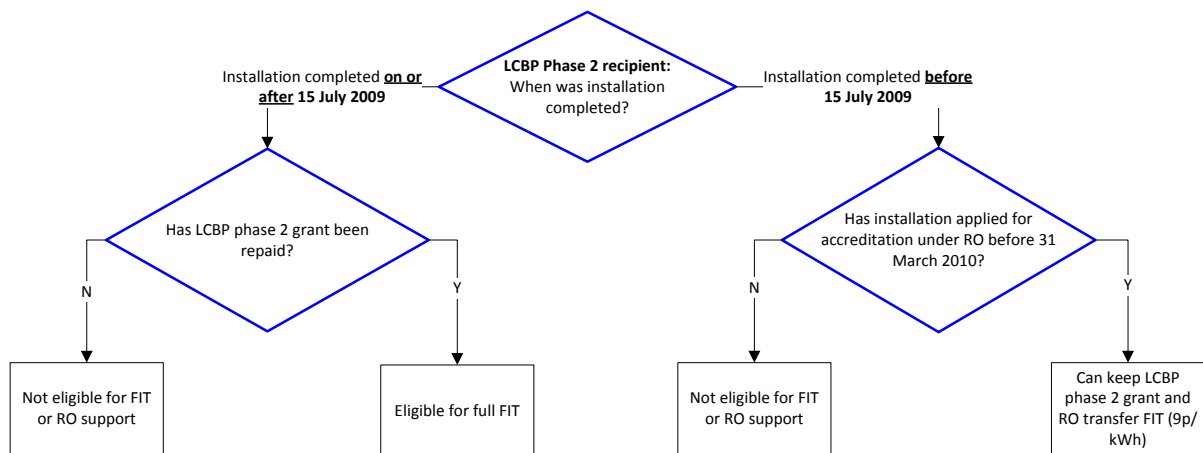 LCBP Phase 2 recipient:
When was installation
completed?
Installation completed on or
after 15 July 2009
Installation completed before
15 July 2009
Has LCBP phase 2 grant been
repaid?
Has installation applied for
accreditation under RO before 31
March 2010?
N
Y
N
Y
Not eligible for FIT
or RO support
Eligible for full FIT
Not eligible for FIT
or RO support
Can keep LCBP
phase 2 grant and
RO transfer FIT (9p/
kWh)